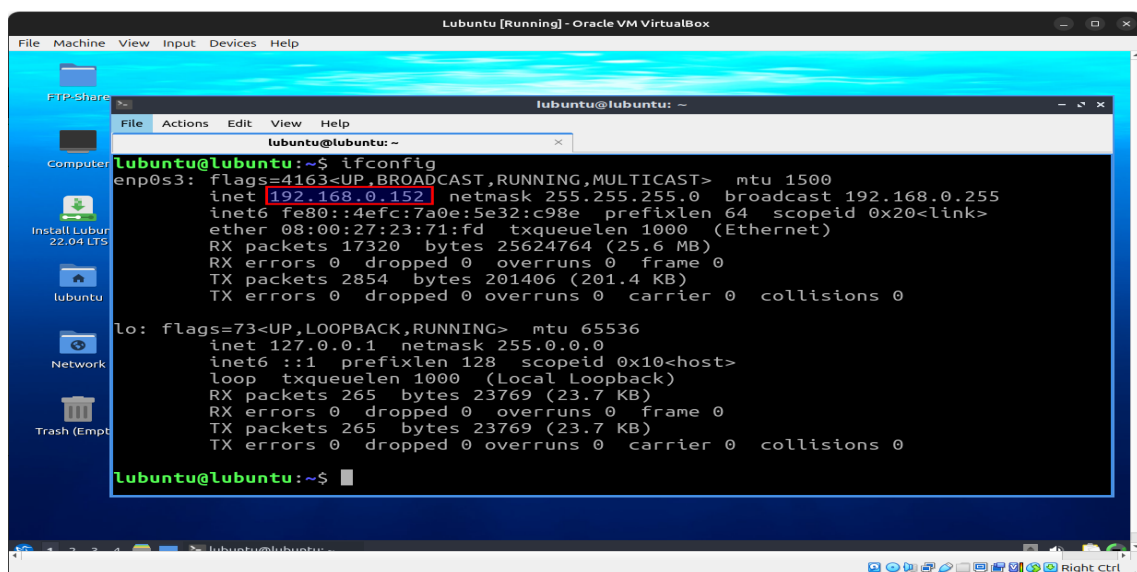 Lubuntu [Running] - Oracle VM VirtualBox
File Machine View Input Devices Help
FTP-Share
lubuntu@lubuntu: ~
File Actions Edit View Help
lubuntu@lubuntu: ~
Computer
lubuntu@lubuntu:~$ ifconfig
enp0s3: flags=4163<UP,BROADCAST,RUNNING,MULTICAST> mtu 1500
inet 192.168.0.152 netmask 255.255.255.0 broadcast 192.168.0.255
inet6 fe80::4efc:7a0e:5e32:c98e prefixlen 64 scopeid 0x20<link>
ether 08:00:27:23:71:fd txqueuelen 1000 (Ethernet)
RX packets 17320 bytes 25624764 (25.6 MB)
RX errors 0 dropped 0 overruns 0 frame 0
TX packets 2854 bytes 201406 (201.4 KB)
TX errors 0 dropped 0 overruns 0 carrier 0 collisions 0
Install Lubun
22.04 LTS
lubuntu
lo: flags=73<UP,LOOPBACK,RUNNING> mtu 65536
inet 127.0.0.1 netmask 255.0.0.0
inet6 ::1 prefixlen 128 scopeid 0x10<host>
loop txqueuelen 1000 (Local Loopback)
RX packets 265 bytes 23769 (23.7 KB)
RX errors 0 dropped 0 overruns 0 frame 0
TX packets 265 bytes 23769 (23.7 KB)
TX errors 0 dropped 0 overruns 0 carrier 0 collisions 0
Network
Trash (Empt
lubuntu@lubuntu:~$
1 2 3 4 lubuntu@lubuntu: ~
Right Ctrl